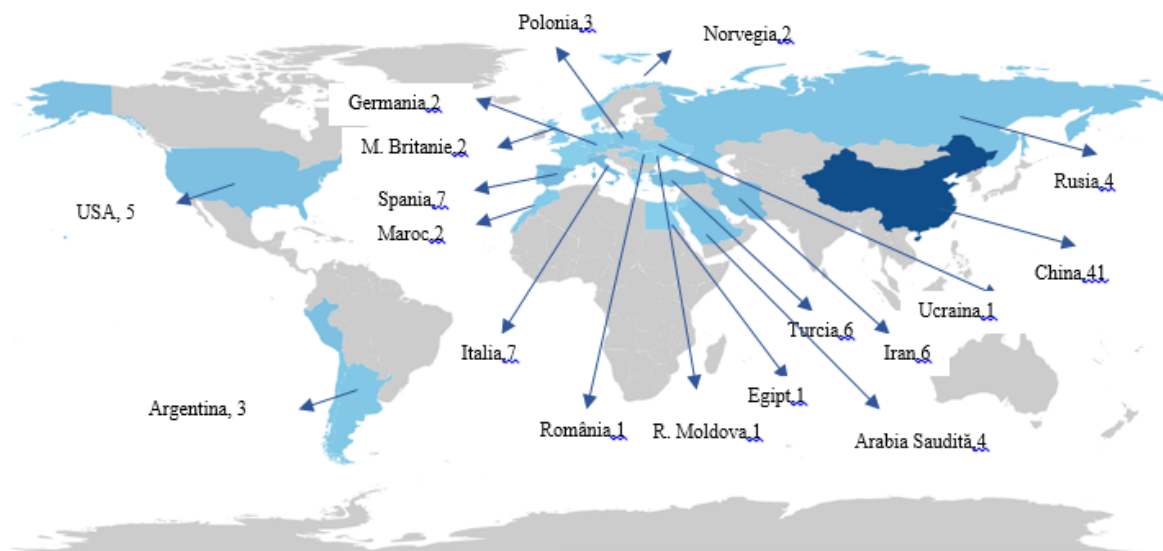 Polonia,3
Norvegia,2
Germania,2
M. Britanie,2
Rusia,4
Spania,7
USA, 5
Maroc,2
China,41
Ucraina,1
Turcia,6
Italia,7
Iran,6
Egipt,1
Argentina, 3
România,1
R. Moldova,1
Arabia Saudită,4